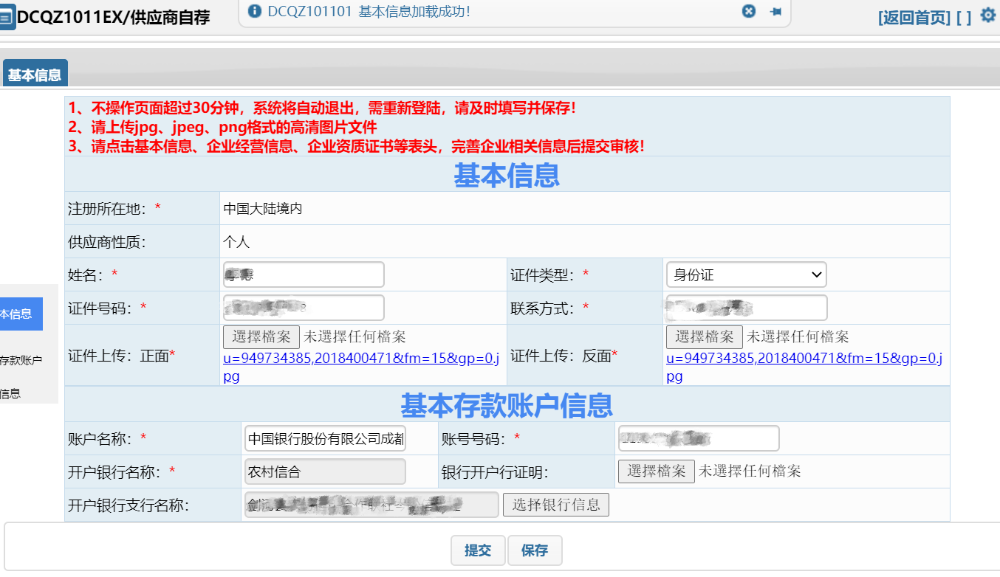 DCQZ1011EX/供应商自荐
DCQZ101101 基本信息加载成功!
[返回首页] [ ]
基本信息
1、不操作页面超过30分钟，系统将自动退出，需重新登陆，请及时填写并保存!
2、请上传jpg、jpeg、png格式的高清图片文件
3、请点击基本信息、企业经营信息、企业资质证书等表头，完善企业相关信息后提交审核!
基本信息
注册所在地：* 中国大陆境内
供应商性质： 个人
姓名：* 证件类型：* 身份证
证件号码：* 联系方式：*
本信息
存款账户
信息
证件上传：正面* 選擇檔案 未選擇任何檔案
u=949734385,2018400471&fm=15&gp=0.j
pg
证件上传：反面* 選擇檔案 未選擇任何檔案
u=949734385,2018400471&fm=15&gp=0.j
pg
基本存款账户信息
账户名称：* 中国银行股份有限公司成都 账号号码：*
开户银行名称：* 农村信合 银行开户行证明： 選擇檔案 未選擇任何檔案
开户银行支行名称： 选择银行信息
提交 保存